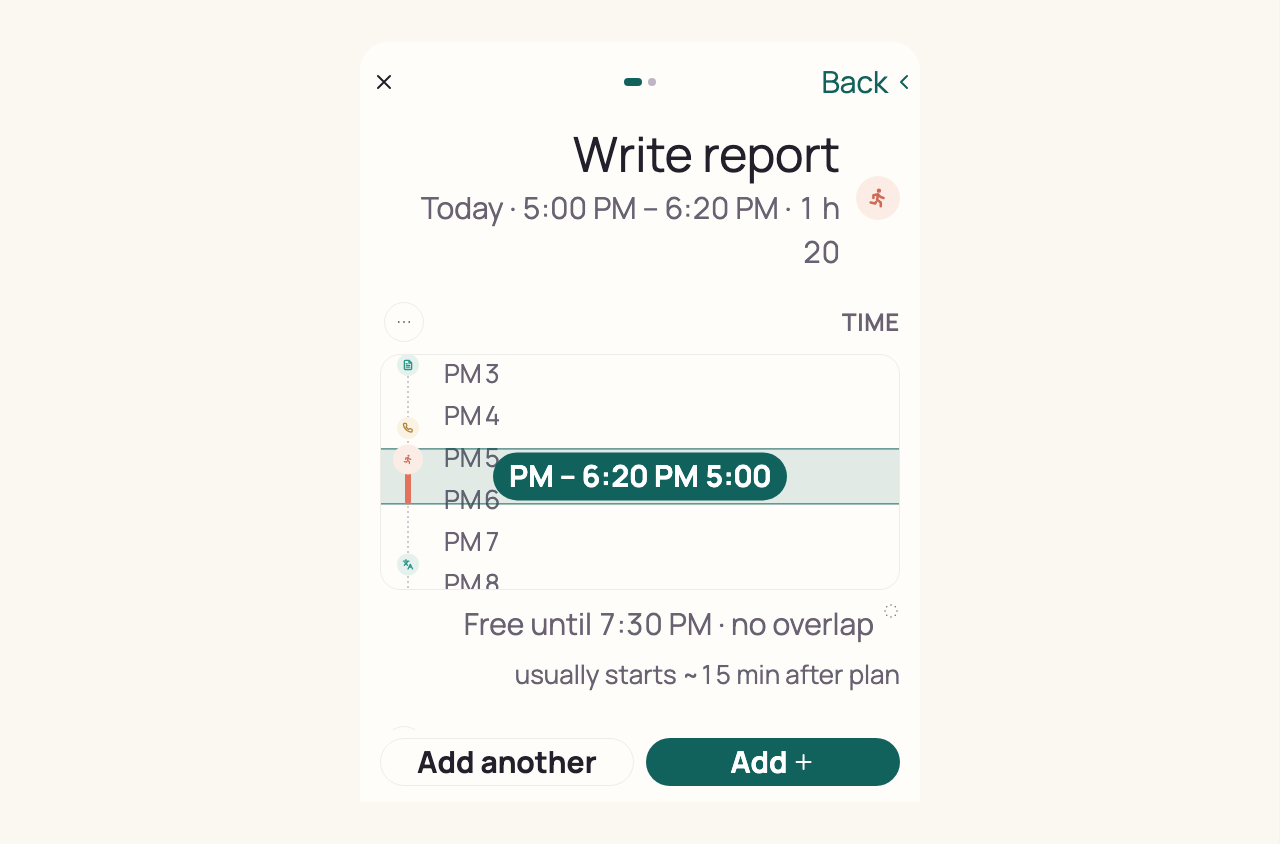 Back
Write report
Today · 5:00 PM – 6:20 PM · 1 h
20
TIME
PM 3
PM 4
PM 5
PM – 6:20 PM 5:00
PM 6
PM 7
PM 8
Free until 7:30 PM · no overlap
usually starts ~15 min after plan
Add another
Add +